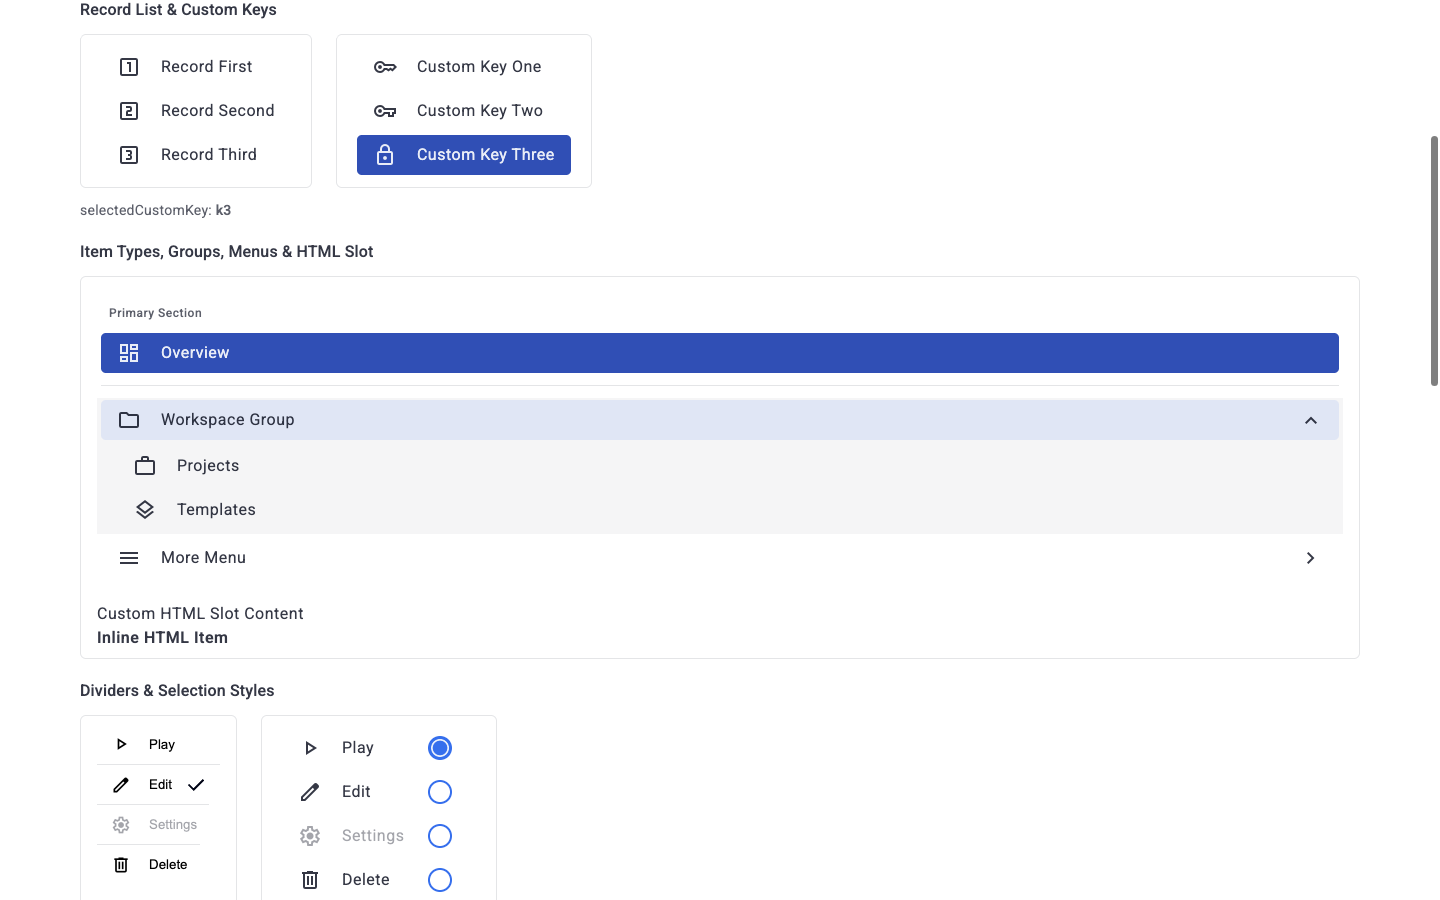 Record List & Custom Keys
Record First
Record Second
Record Third
Custom Key One
Custom Key Two
Custom Key Three
selectedCustomKey: k3
Item Types, Groups, Menus & HTML Slot
Primary Section
Overview
Workspace Group
Projects
Templates
More Menu
Custom HTML Slot Content
Inline HTML Item
Dividers & Selection Styles
Play
Edit
Settings
Delete
Play
Edit
Settings
Delete